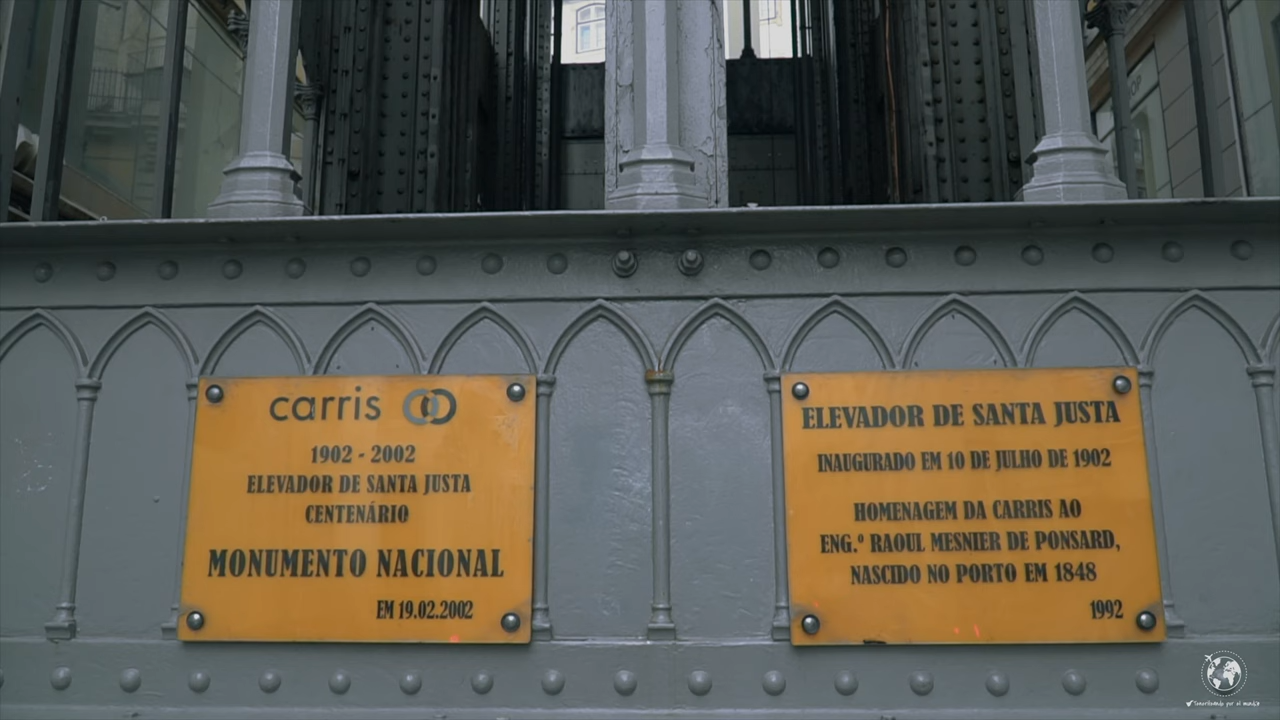 carris
1902 - 2002
ELEVADOR DE SANTA JUSTA
CENTENÁRIO
MONUMENTO NACIONAL
EM 19.02.2002
ELEVADOR DE SANTA JUSTA
INAUGURADO EM 10 DE JULHO DE 1902
HOMENAGEM DA CARRIS AO
ENG.º RAOUL MESNIER DE PONSARD,
NASCIDO NO PORTO EM 1848
1992